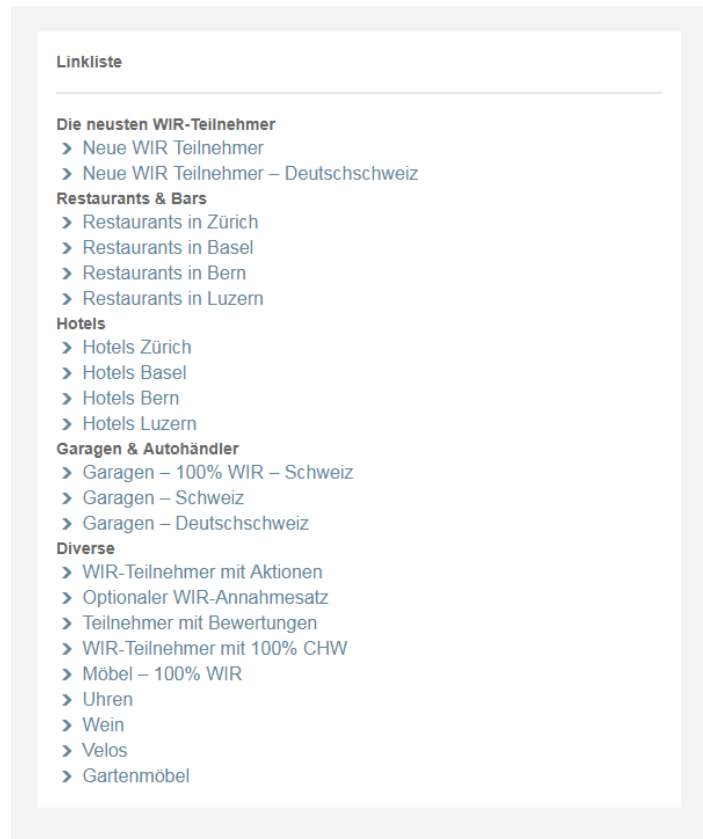 Linkliste
Die neusten WIR-Teilnehmer
Neue WIR Teilnehmer
Neue WIR Teilnehmer – Deutschschweiz
Restaurants & Bars
Restaurants in Zürich
Restaurants in Basel
Restaurants in Bern
Restaurants in Luzern
Hotels
Hotels Zürich
Hotels Basel
Hotels Bern
Hotels Luzern
Garagen & Autohändler
Garagen – 100% WIR – Schweiz
Garagen – Schweiz
Garagen – Deutschschweiz
Diverse
WIR-Teilnehmer mit Aktionen
Optionaler WIR-Annahmesatz
Teilnehmer mit Bewertungen
WIR-Teilnehmer mit 100% CHW
Möbel – 100% WIR
Uhren
Wein
Velos
Gartenmöbel